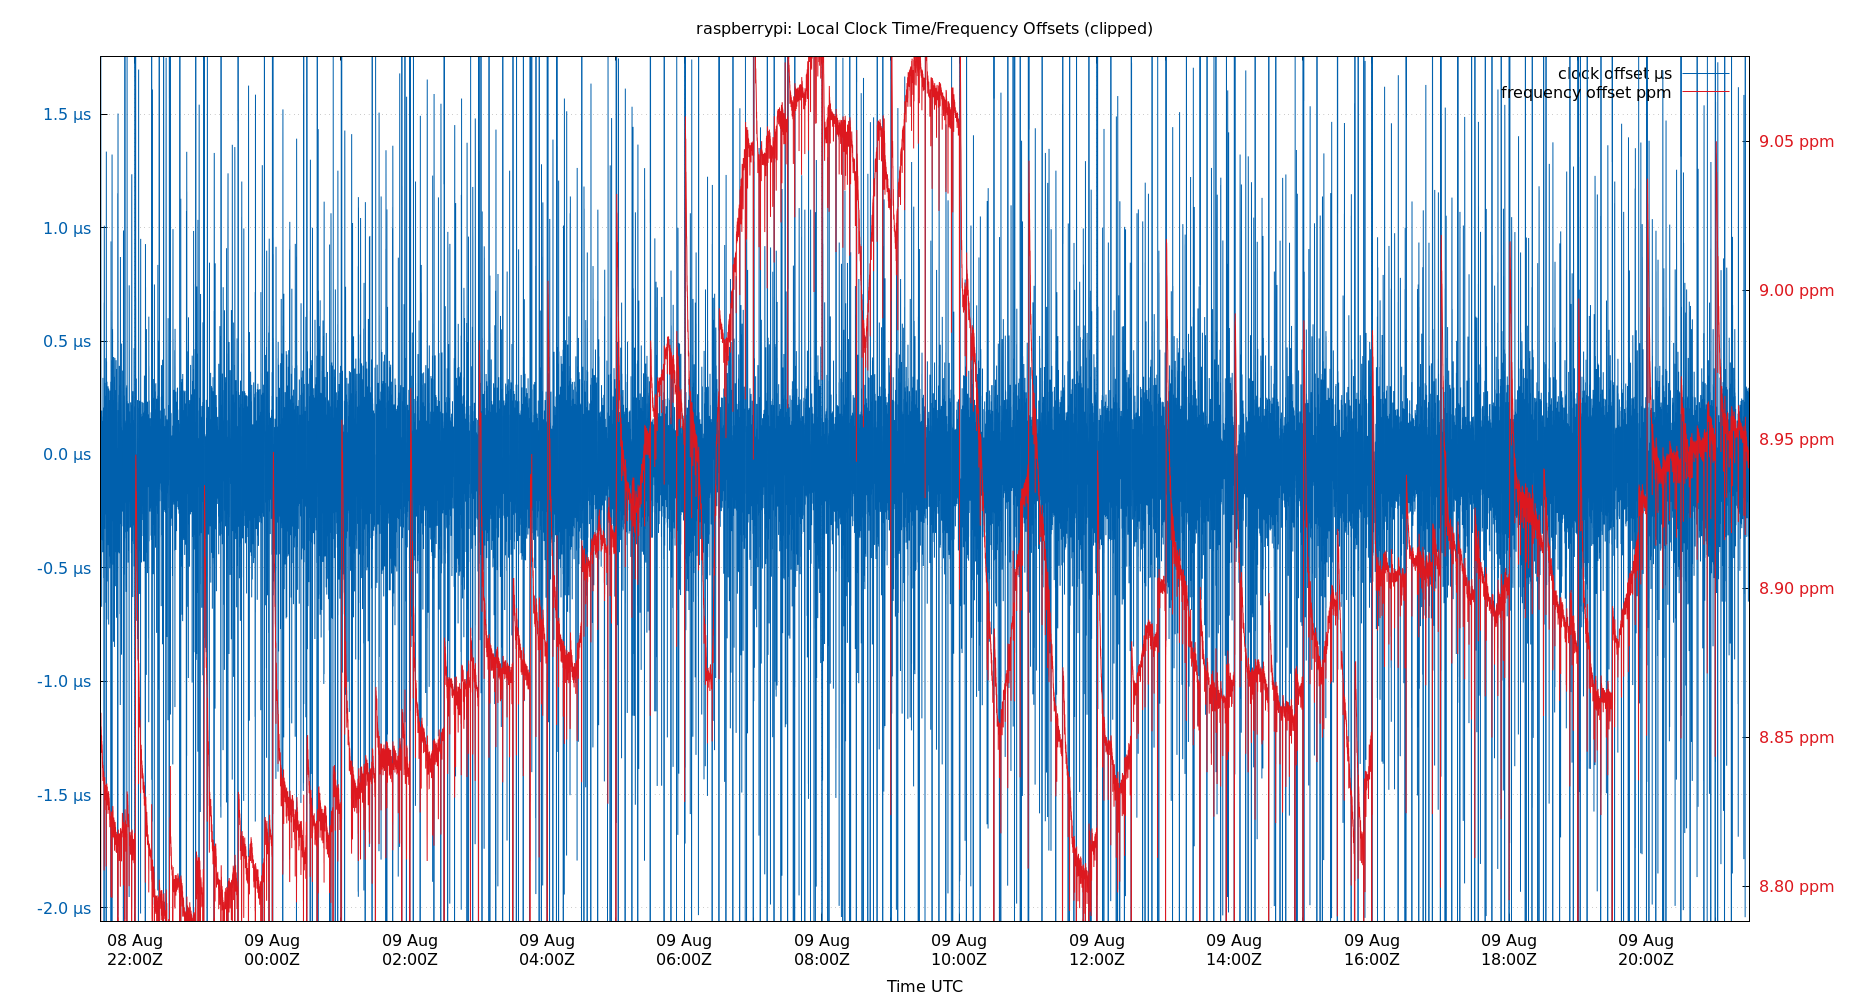 raspberrypi: Local Clock Time/Frequency Offsets (clipped)
clock offset µs
frequency offset ppm
1.5 µs
1.0 µs
0.5 µs
0.0 µs
-0.5 µs
-1.0 µs
-1.5 µs
-2.0 µs
9.05 ppm
9.00 ppm
8.95 ppm
8.90 ppm
8.85 ppm
8.80 ppm
08 Aug 09 Aug 09 Aug 09 Aug 09 Aug 09 Aug 09 Aug 09 Aug 09 Aug 09 Aug 09 Aug 09 Aug
22:00Z 00:00Z 02:00Z 04:00Z 06:00Z 08:00Z 10:00Z 12:00Z 14:00Z 16:00Z 18:00Z 20:00Z
Time UTC